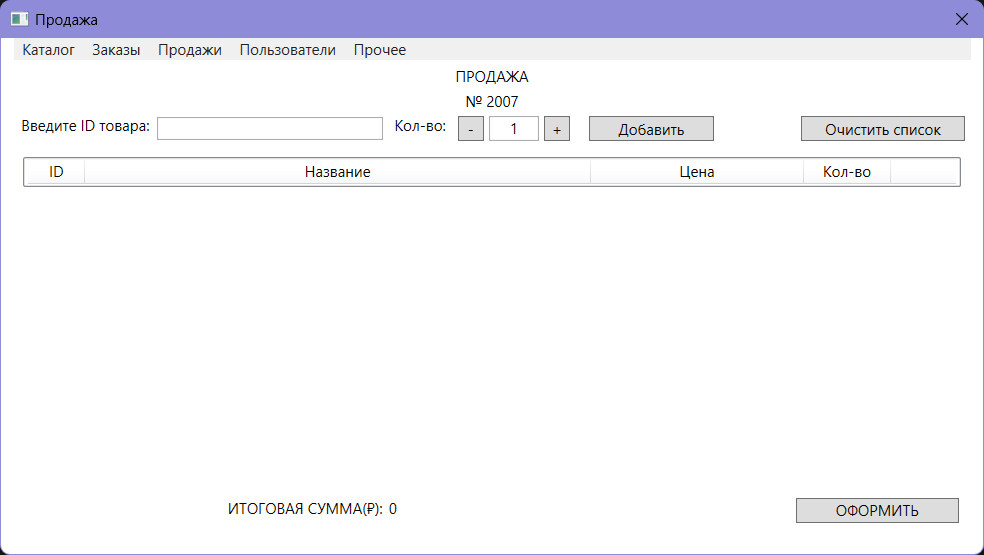 Продажа
Каталог Заказы Продажи Пользователи Прочее
ПРОДАЖА
№ 2007
Введите ID товара: Кол-во: - 1 + Добавить Очистить список
ID Название Цена Кол-во
ИТОГОВАЯ СУММА(₽): 0 ОФОРМИТЬ